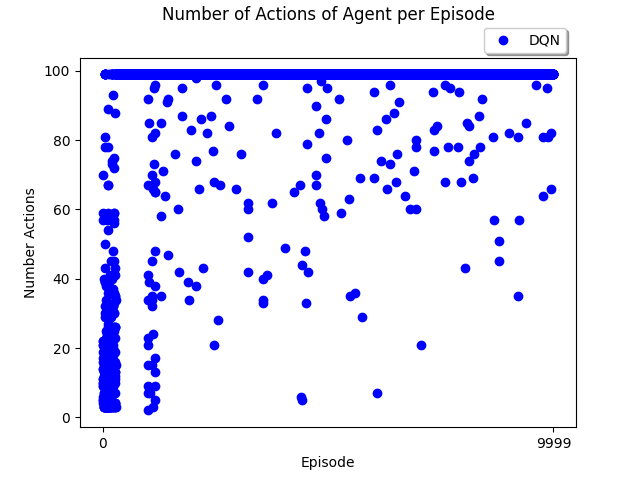 Number of Actions of Agent per Episode
DQN
100
80
60
40
20
0
Number Actions
0
9999
Episode